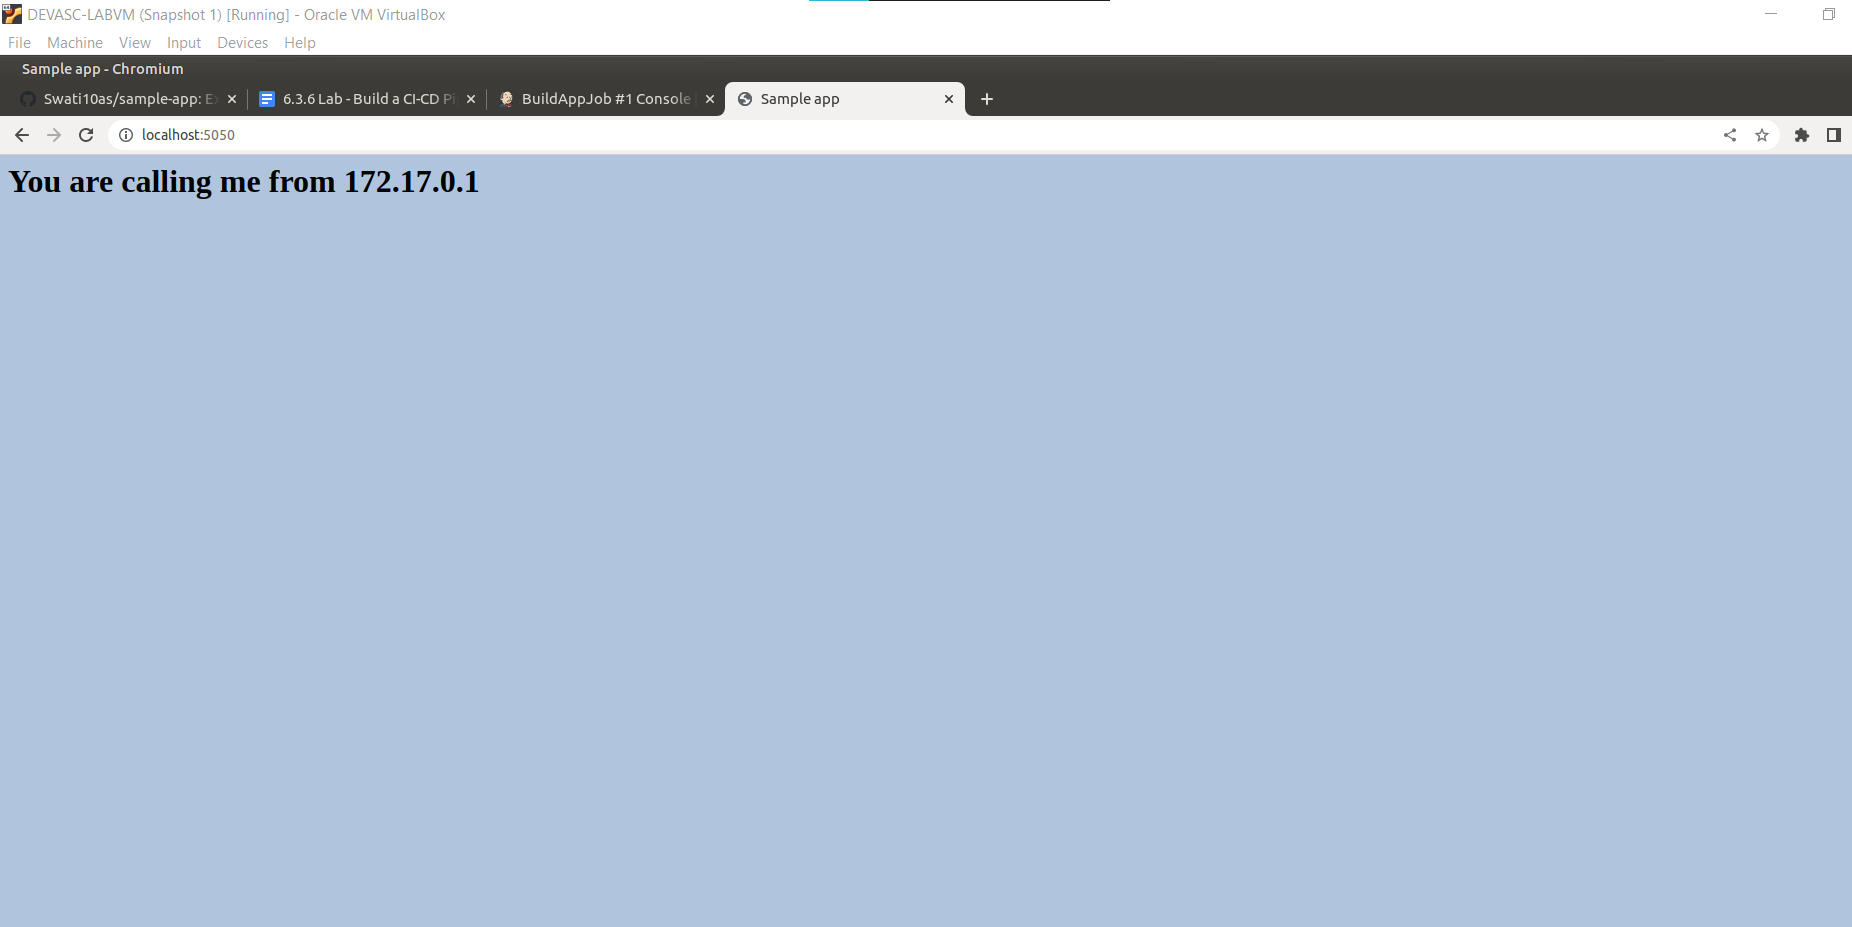 DEVASC-LABVM (Snapshot 1) [Running] - Oracle VM VirtualBox
File Machine View Input Devices Help
Sample app - Chromium
Swati10as/sample-app: Ex 6.3.6 Lab - Build a CI-CD Pi BuildAppJob #1 Console Sample app
localhost:5050
You are calling me from 172.17.0.1